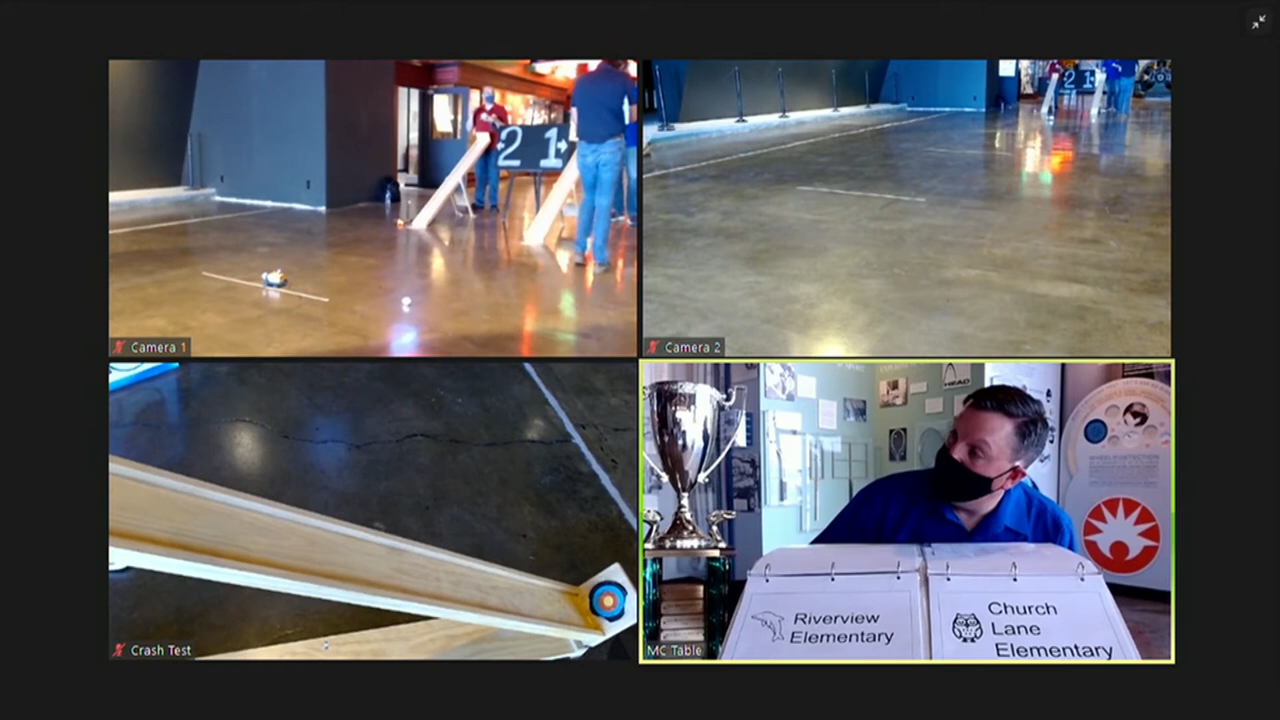 2 1
Camera 1
2 1
Camera 2
Crash Test
HEAD
Riverview
Elementary
Church
Lane
Elementary
MC Table